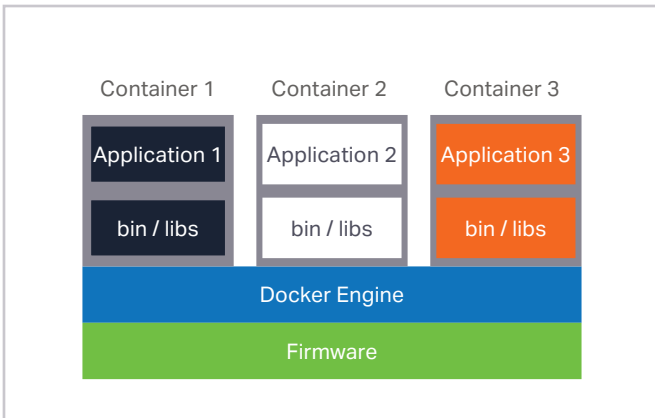 Container 1
Container 2
Container 3
Application 1
Application 2
Application 3
bin / libs
bin / libs
bin / libs
Docker Engine
Firmware